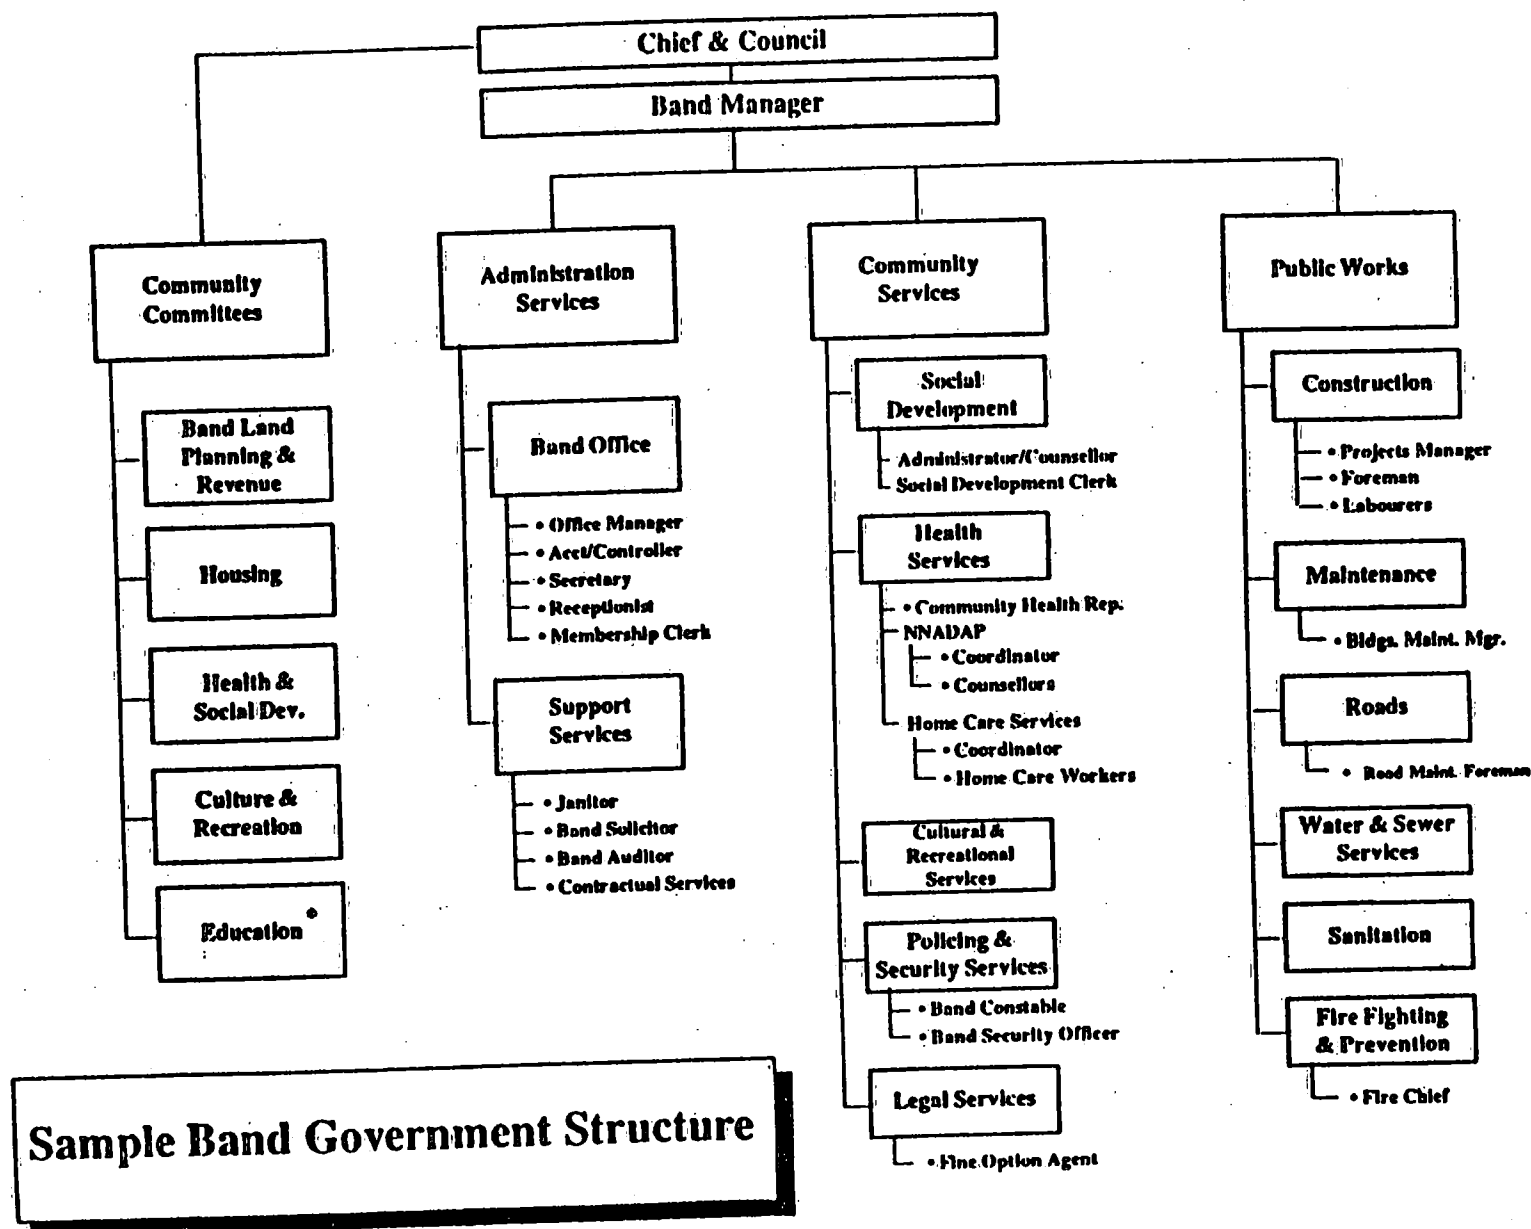 Chief & Council
Band Manager
Community
Committees
Band Land
Planning &
Revenue
Housing
Health &
Social Dev.
Culture &
Recreation
Education *
Administration
Services
Band Office
• Office Manager
• Acct/Controller
• Secretary
• Receptionist
• Membership Clerk
Support
Services
• Janitor
• Band Solicitor
• Band Auditor
• Contractual Services
Community
Services
Social
Development
Administrator/Counsellor
Social Development Clerk
Health
Services
• Community Health Rep.
NNADAP
• Coordinator
• Counsellors
Home Care Services
• Coordinator
• Home Care Workers
Cultural &
Recreational
Services
Policing &
Security Services
• Band Constable
• Band Security Officer
Legal Services
• Fine Option Agent
Public Works
Construction
• Projects Manager
• Foreman
• Labourers
Maintenance
• Bldgs. Maint. Mgr.
Roads
• Road Maint. Foreman
Water & Sewer
Services
Sanitation
Fire Fighting
& Prevention
• Fire Chief
Sample Band Government Structure